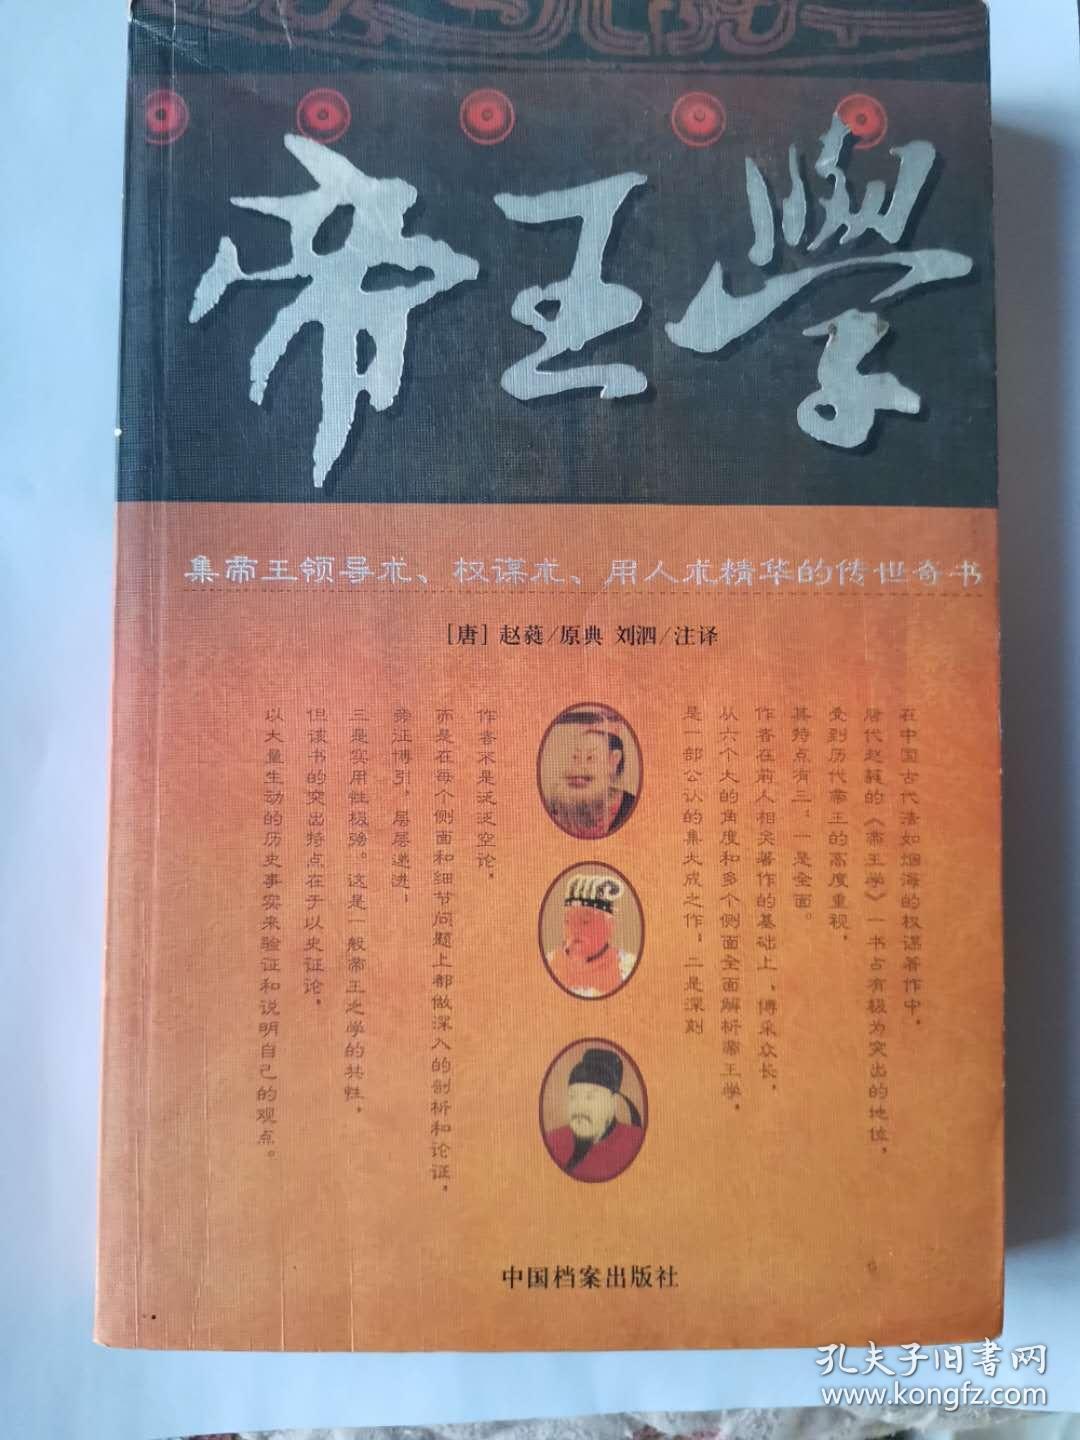 帝王學
集帝王领导术、权谋术、用人术精华的传世奇书
[唐] 赵蕤/原典 刘泗/注译
在中国古代浩如烟海的权谋著作中，
唐代赵蕤的《帝王学》一书占有极为突出的地位，
受到历代帝王的高度重视，
其特点有三：一是全面。
作者在前人相关著作的基础上，博采众长，
从六个大的角度和多个侧面全面解析帝王学，
是一部公认的集大成之作；二是深刻
作者不是泛泛空论，
而是在每个侧面和细节问题上都做深入的剖析和论证，
旁征博引，层层递进；
三是实用性极强。这是一般帝王之学的共性，
但该书的突出特点在于以史证论，
以大量生动的历史事实来验证和说明自己的观点。
中国档案出版社
孔夫子旧書网
www.kongfz.com